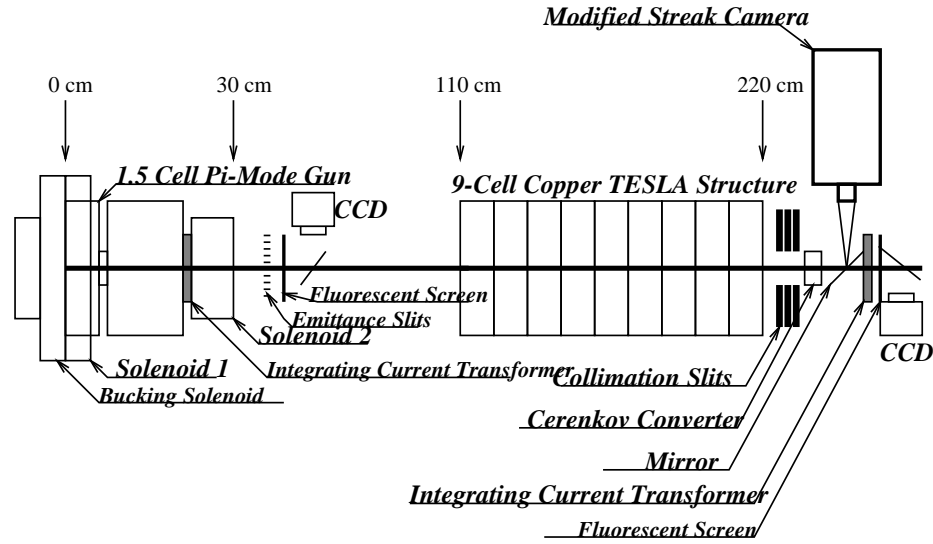 Modified Streak Camera
0 cm
30 cm
110 cm
220 cm
1.5 Cell Pi-Mode Gun
9-Cell Copper TESLA Structure
CCD
Fluorescent Screen
Emittance Slits
Solenoid 2
CCD
Solenoid 1
Integrating Current Transformer
Collimation Slits
Bucking Solenoid
Cerenkov Converter
Mirror
Integrating Current Transformer
Fluorescent Screen